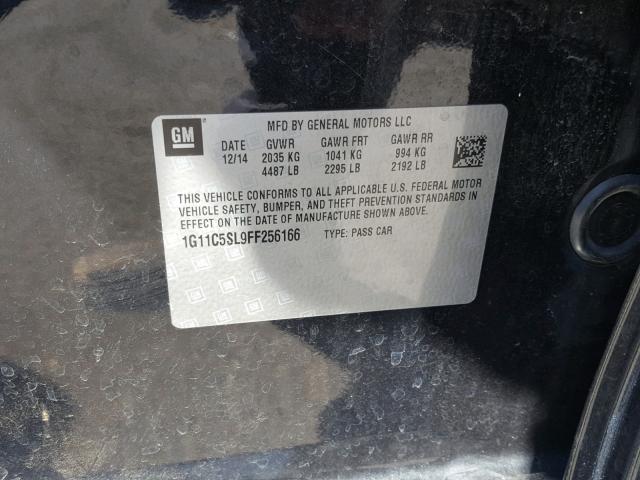 GM
MFD BY GENERAL MOTORS LLC
DATE GVWR GAWR FRT GAWR RR
12/14 2035 KG 1041 KG 994 KG
4487 LB 2295 LB 2192 LB
THIS VEHICLE CONFORMS TO ALL APPLICABLE U.S. FEDERAL MOTOR
VEHICLE SAFETY, BUMPER, AND THEFT PREVENTION STANDARDS IN
EFFECT ON THE DATE OF MANUFACTURE SHOWN ABOVE.
1G11C5SL9FF256166 TYPE: PASS CAR